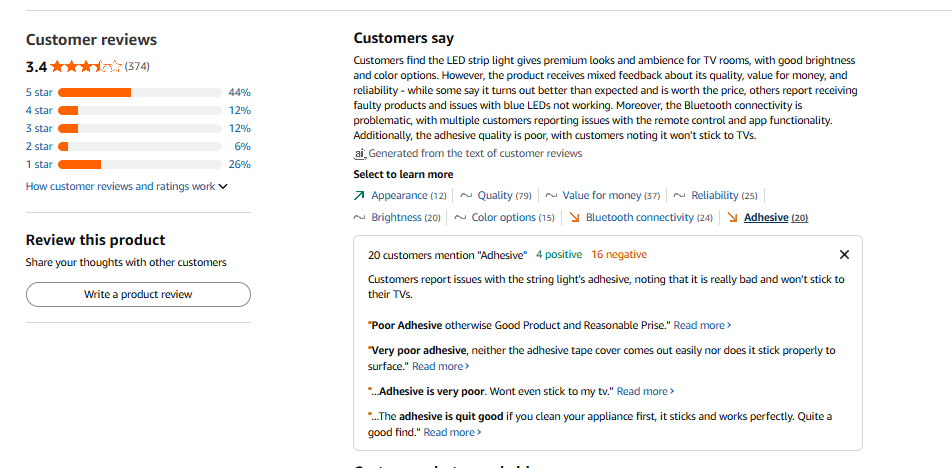 Customer reviews
3.4 (374)
5 star 44%
4 star 12%
3 star 12%
2 star 6%
1 star 26%
How customer reviews and ratings work
Review this product
Share your thoughts with other customers
Write a product review
Customers say
Customers find the LED strip light gives premium looks and ambience for TV rooms, with good brightness
and color options. However, the product receives mixed feedback about its quality, value for money, and
reliability - while some say it turns out better than expected and is worth the price, others report receiving
faulty products and issues with blue LEDs not working. Moreover, the Bluetooth connectivity is
problematic, with multiple customers reporting issues with the remote control and app functionality.
Additionally, the adhesive quality is poor, with customers noting it won't stick to TVs.
ai Generated from the text of customer reviews
Select to learn more
Appearance (12) Quality (79) Value for money (37) Reliability (25)
Brightness (20) Color options (15) Bluetooth connectivity (24) Adhesive (20)
20 customers mention "Adhesive" 4 positive 16 negative
Customers report issues with the string light's adhesive, noting that it is really bad and won't stick to
their TVs.
"Poor Adhesive otherwise Good Product and Reasonable Prise." Read more
"Very poor adhesive, neither the adhesive tape cover comes out easily nor does it stick properly to
surface." Read more
"...Adhesive is very poor. Wont even stick to my tv." Read more
"...The adhesive is quit good if you clean your appliance first, it sticks and works perfectly. Quite a
good find." Read more